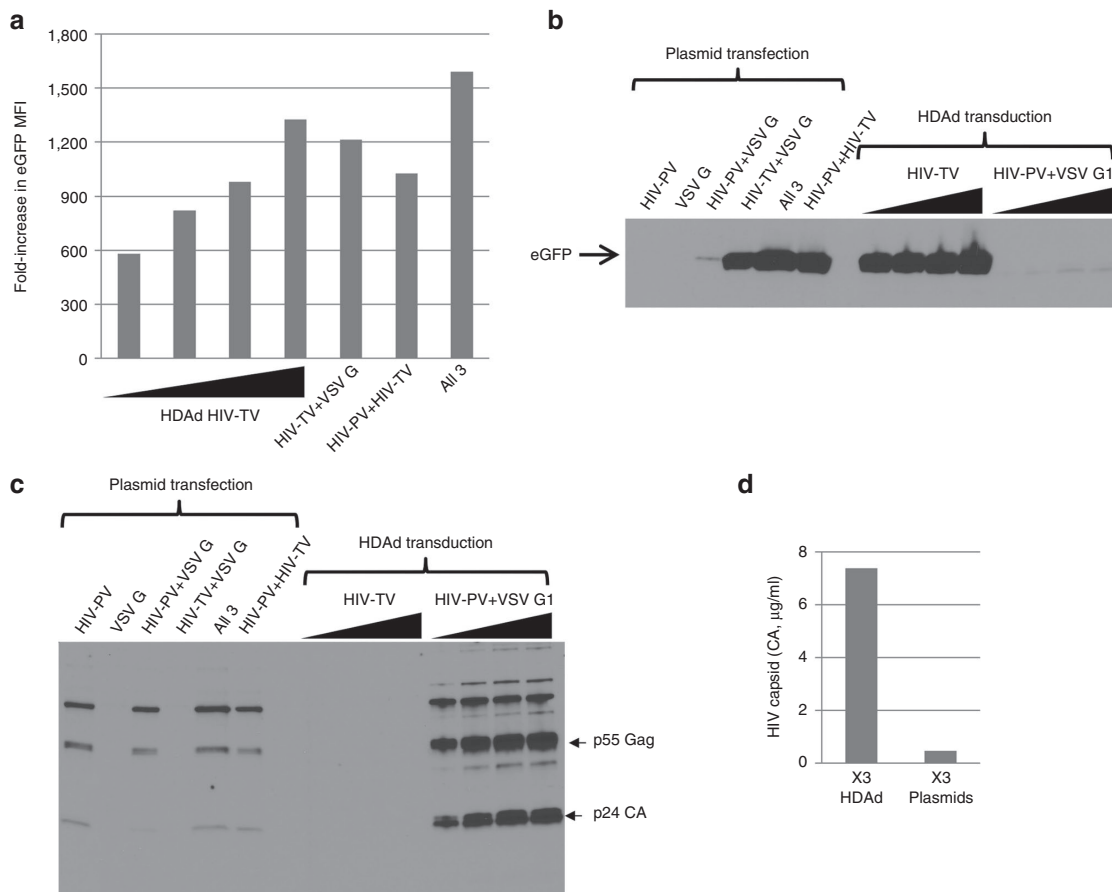 a
1,800
1,500
1,200
900
600
300
0
Fold-increase in eGFP MFI
HDAd HIV-TV
HIV-TV+VSV G
HIV-PV+HIV-TV
All 3
b
Plasmid transfection
HDAd transduction
HIV-PV
VSV G
HIV-PV+VSV G
HIV-TV+VSV G
All 3
HIV-PV+HIV-TV
HIV-TV
HIV-PV+VSV G1
eGFP
c
Plasmid transfection
HDAd transduction
HIV-PV
VSV G
HIV-PV+VSV G
HIV-TV+VSV G
All 3
HIV-PV+HIV-TV
HIV-TV
HIV-PV+VSV G1
p55 Gag
p24 CA
d
8
6
4
2
0
HIV capsid (CA, μg/ml)
X3
HDAd
X3
Plasmids